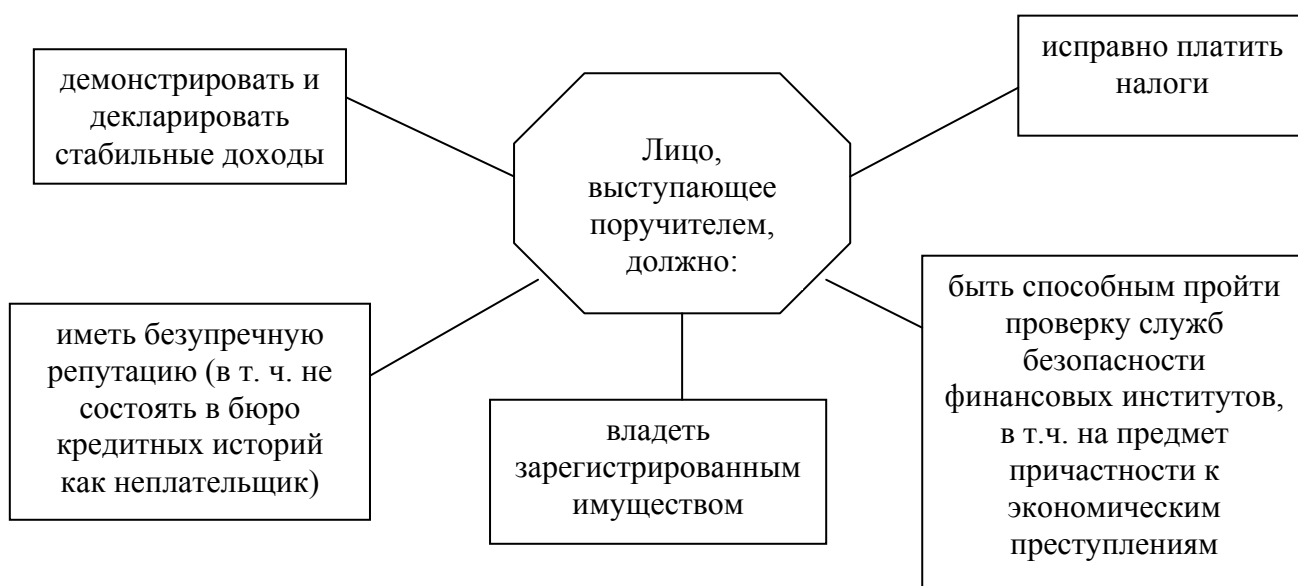 демонстрировать и
декларировать
стабильные доходы
исправно платить
налоги
Лицо,
выступающее
поручителем,
должно:
иметь безупречную
репутацию (в т. ч. не
состоять в бюро
кредитных историй
как неплательщик)
владеть
зарегистрированным
имуществом
быть способным пройти
проверку служб
безопасности
финансовых институтов,
в т.ч. на предмет
причастности к
экономическим
преступлениям